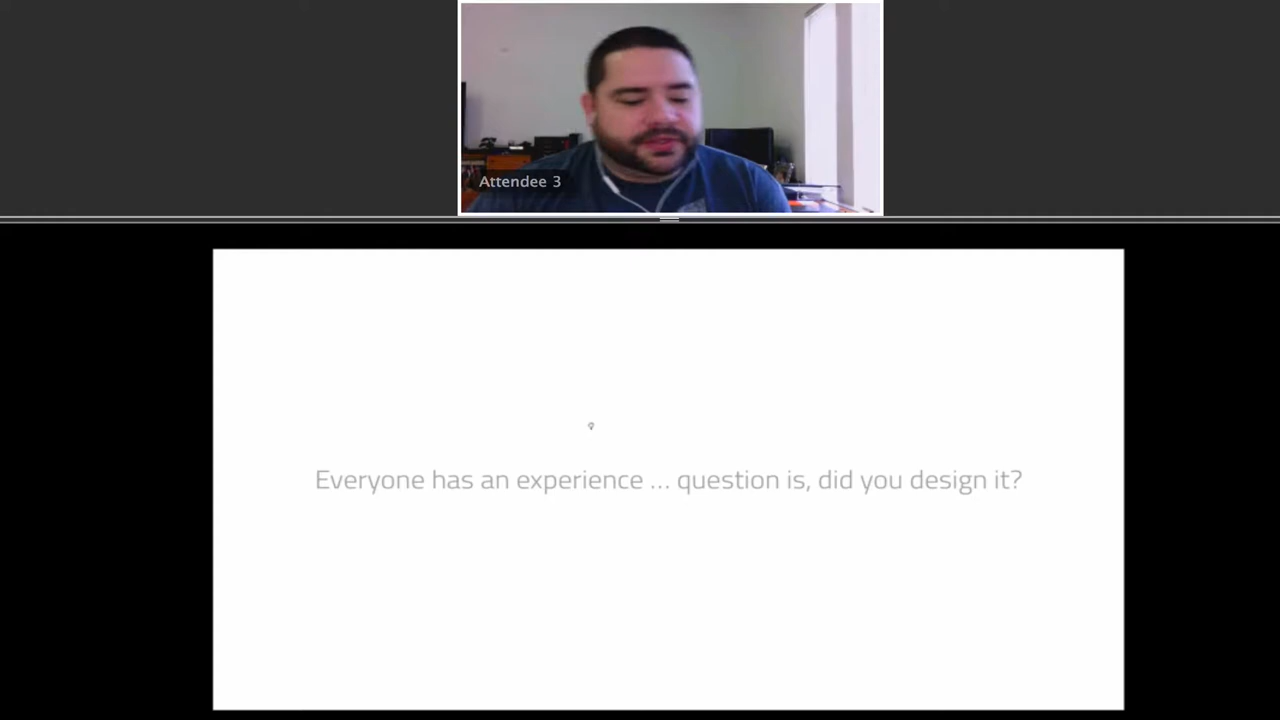 Attendee 3
Everyone has an experience ... question is, did you design it?